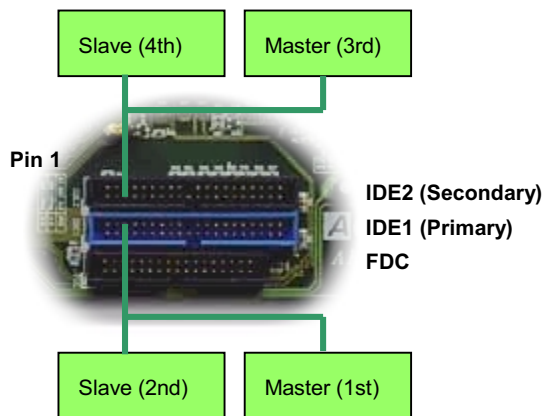 Slave (4th)
Master (3rd)
Pin 1
IDE2 (Secondary)
IDE1 (Primary)
FDC
Slave (2nd)
Master (1st)